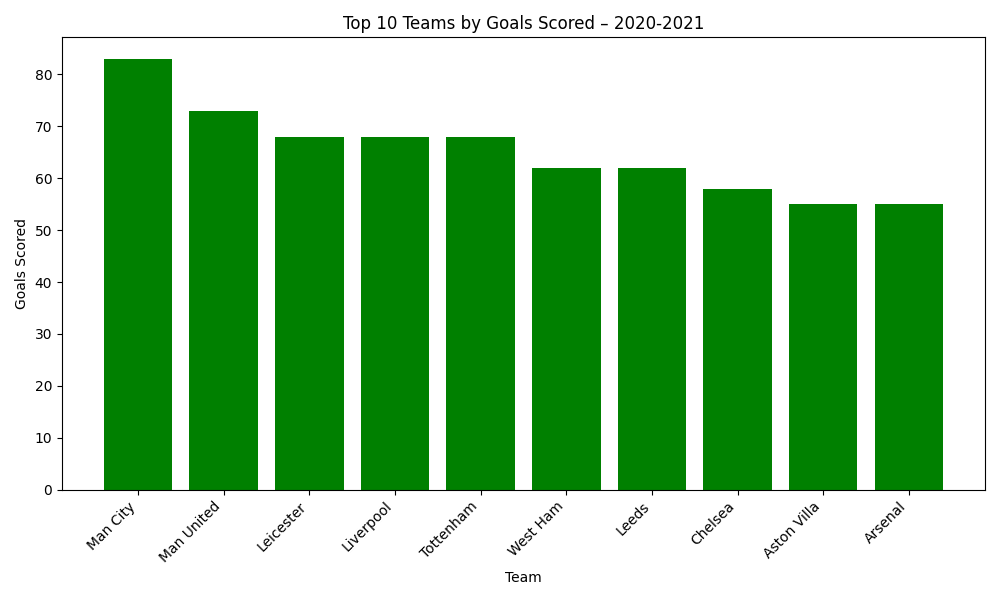 Top 10 Teams by Goals Scored – 2020-2021
Goals Scored
80
70
60
50
40
30
20
10
0
Man City
Man United
Leicester
Liverpool
Tottenham
West Ham
Leeds
Chelsea
Aston Villa
Arsenal
Team